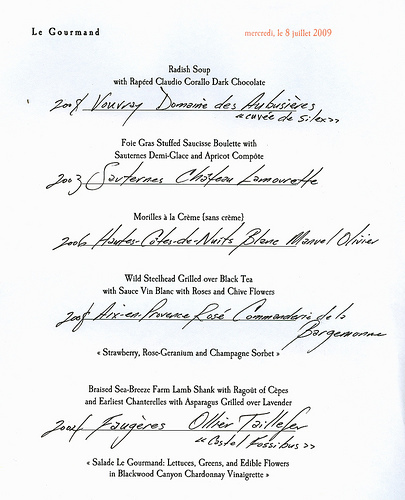 Le Gourmand
mercredi, le 8 juillet 2009
Radish Soup
with Rapéed Claudio Corallo Dark Chocolate
2008 Vouvray Domaine des Aubusières
«cuvée de Silex»
Foie Gras Stuffed Saucisse Boulette with
Sauternes Demi-Glace and Apricot Compôte
2003 Sauternes Château Lamourette
Morilles à la Crème {sans crème}
2006 Hautes-Côtes-de-Nuits Blanc Manuel Olivier
Wild Steelhead Grilled over Black Tea
with Sauce Vin Blanc with Roses and Chive Flowers
2008 Aix-en-Provence Rosé Commanderie de la
Bargemone
« Strawberry, Rose-Geranium and Champagne Sorbet »
Braised Sea-Breeze Farm Lamb Shank with Ragoût of Cèpes
and Earliest Chanterelles with Asparagus Grilled over Lavender
Faugères Ollier Taillefer
«Castel Fossibus»
« Salade Le Gourmand: Lettuces, Greens, and Edible Flowers
in Blackwood Canyon Chardonnay Vinaigrette »